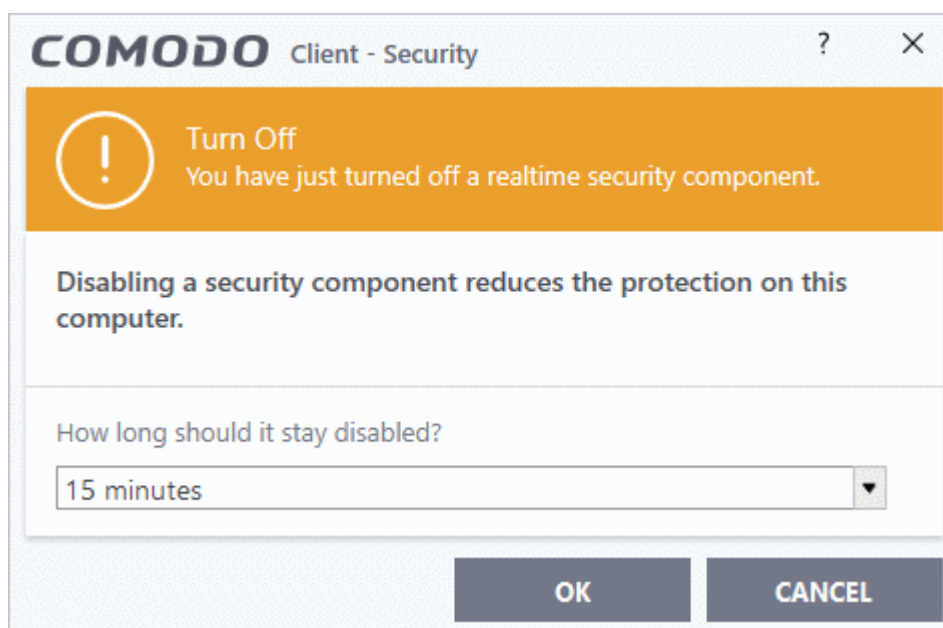 COMODO Client - Security ?
Turn Off
You have just turned off a realtime security component.
Disabling a security component reduces the protection on this
computer.
How long should it stay disabled?
15 minutes
OK CANCEL